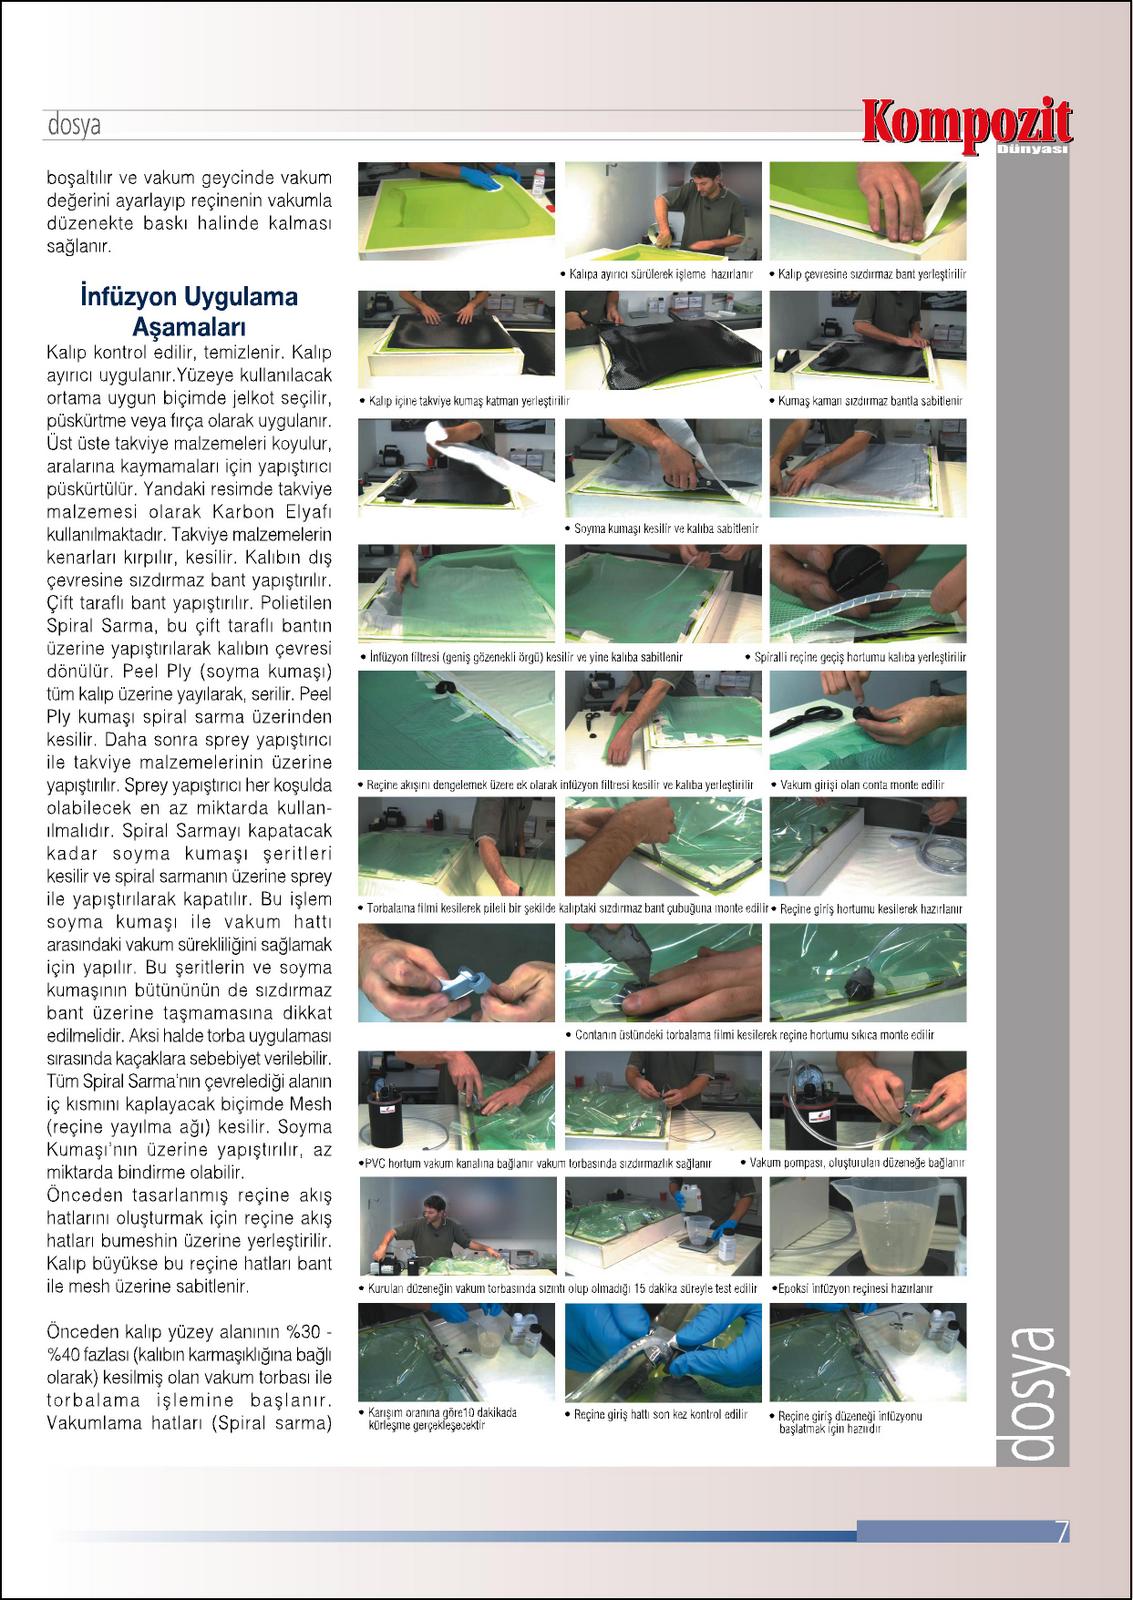 dosya
Kompozit
Dünyası
boşaltılır ve vakum geycinde vakum
değerini ayarlayıp reçinenin vakumla
düzenekte baskı halinde kalması
sağlanır.
İnfüzyon Uygulama
Aşamaları
Kalıp kontrol edilir, temizlenir. Kalıp
ayırıcı uygulanır.Yüzeye kullanılacak
ortama uygun biçimde jelkot seçilir,
püskürtme veya fırça olarak uygulanır.
Üst üste takviye malzemeleri koyulur,
aralarına kaymamaları için yapıştırıcı
püskürtülür. Yandaki resimde takviye
malzemesi olarak Karbon Elyafı
kullanılmaktadır. Takviye malzemelerin
kenarları kırpılır, kesilir. Kalıbın dış
çevresine sızdırmaz bant yapıştırılır.
Çift taraflı bant yapıştırılır. Polietilen
Spiral Sarma, bu çift taraflı bantın
üzerine yapıştırılarak kalıbın çevresi
dönülür. Peel Ply (soyma kumaşı)
tüm kalıp üzerine yayılarak, serilir. Peel
Ply kumaşı spiral sarma üzerinden
kesilir. Daha sonra sprey yapıştırıcı
ile takviye malzemelerinin üzerine
yapıştırılır. Sprey yapıştırıcı her koşulda
olabilecek en az miktarda kullan-
ılmalıdır. Spiral Sarmayı kapatacak
kadar soyma kumaşı şeritleri
kesilir ve spiral sarmanın üzerine sprey
ile yapıştırılarak kapatılır. Bu işlem
soyma kumaşı ile vakum hattı
arasındaki vakum sürekliliğini sağlamak
için yapılır. Bu şeritlerin ve soyma
kumaşının bütününün de sızdırmaz
bant üzerine taşmamasına dikkat
edilmelidir. Aksi halde torba uygulaması
sırasında kaçaklara sebebiyet verilebilir.
Tüm Spiral Sarma'nın çevrelediği alanın
iç kısmını kaplayacak biçimde Mesh
(reçine yayılma ağı) kesilir. Soyma
Kumaşı'nın üzerine yapıştırılır, az
miktarda bindirme olabilir.
Önceden tasarlanmış reçine akış
hatlarını oluşturmak için reçine akış
hatları bumeshin üzerine yerleştirilir.
Kalıp büyükse bu reçine hatları bant
ile mesh üzerine sabitlenir.
Önceden kalıp yüzey alanının %30 -
%40 fazlası (kalıbın karmaşıklığına bağlı
olarak) kesilmiş olan vakum torbası ile
torbalama işlemine başlanır.
Vakumlama hatları (Spiral sarma)
• Kalıpa ayırıcı sürülerek işleme hazırlanır
• Kalıp çevresine sızdırmaz bant yerleştirilir
• Kalıp içine takviye kumaş katman yerleştirilir
• Kumaş kaman sızdırmaz bantla sabitlenir
• Soyma kumaşı kesilir ve kalıba sabitlenir
• İnfüzyon filtresi (geniş gözenekli örgü) kesilir ve yine kalıba sabitlenir
• Spiralli reçine geçiş hortumu kalıba yerleştirilir
• Reçine akışını dengelemek üzere ek olarak infüzyon filtresi kesilir ve kalıba yerleştirilir
• Vakum girişi olan conta monte edilir
• Torbalama filmi kesilerek pileli bir şekilde kalıptaki sızdırmaz bant çubuğuna monte edilir
• Reçine giriş hortumu kesilerek hazırlanır
• Contanın üstündeki torbalama filmi kesilerek reçine hortumu sıkıca monte edilir
•PVC hortum vakum kanalına bağlanır vakum torbasında sızdırmazlık sağlanır
• Vakum pompası, oluşturulan düzeneğe bağlanır
• Kurulan düzeneğin vakum torbasında sızıntı olup olmadığı 15 dakika süreyle test edilir
•Epoksi infüzyon reçinesi hazırlanır
• Karışım oranına göre10 dakikada
kürleşme gerçekleşecektir
• Reçine giriş hattı son kez kontrol edilir
• Reçine giriş düzeneği infüzyonu
başlatmak için hazırdır
dosya
7